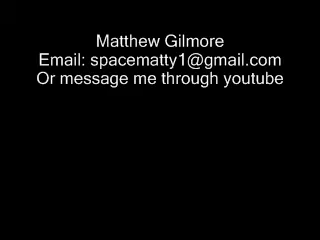 Matthew Gilmore
Email: spacematty1@gmail.com
Or message me through youtube